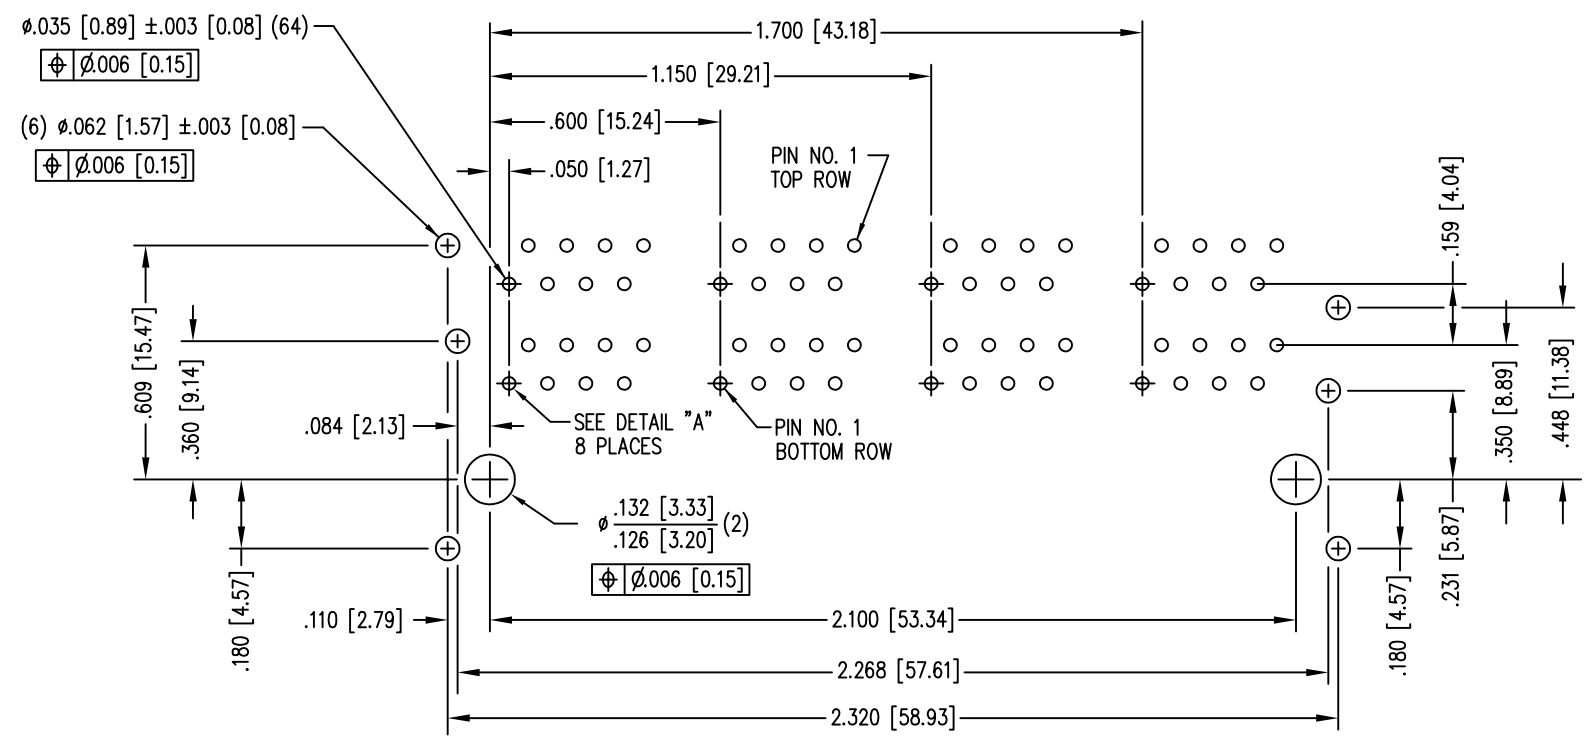 ⌀.035 [0.89] ±.003 [0.08] (64)
⌖ ⌀.006 [0.15]
(6) ⌀.062 [1.57] ±.003 [0.08]
⌖ ⌀.006 [0.15]
1.700 [43.18]
1.150 [29.21]
.600 [15.24]
.050 [1.27]
PIN NO. 1
TOP ROW
.159 [4.04]
.609 [15.47]
.360 [9.14]
.084 [2.13]
SEE DETAIL "A"
8 PLACES
PIN NO. 1
BOTTOM ROW
.350 [8.89]
.448 [11.38]
⌀ .132 [3.33]
.126 [3.20] (2)
⌖ ⌀.006 [0.15]
.231 [5.87]
.180 [4.57]
.180 [4.57]
.110 [2.79]
2.100 [53.34]
2.268 [57.61]
2.320 [58.93]